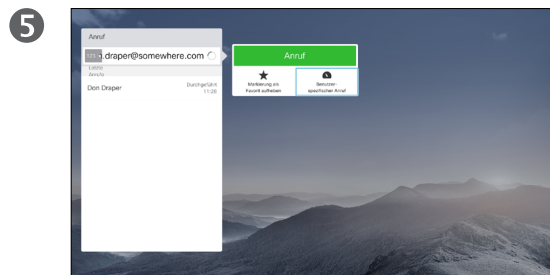 5
Anruf
.draper@somewhere.com
Anruf
Letzte
Anrufe
Don Draper
Durchgeführt
11:28
Markierung als
Favorit aufheben
Benutzer-
spezifischer Anruf